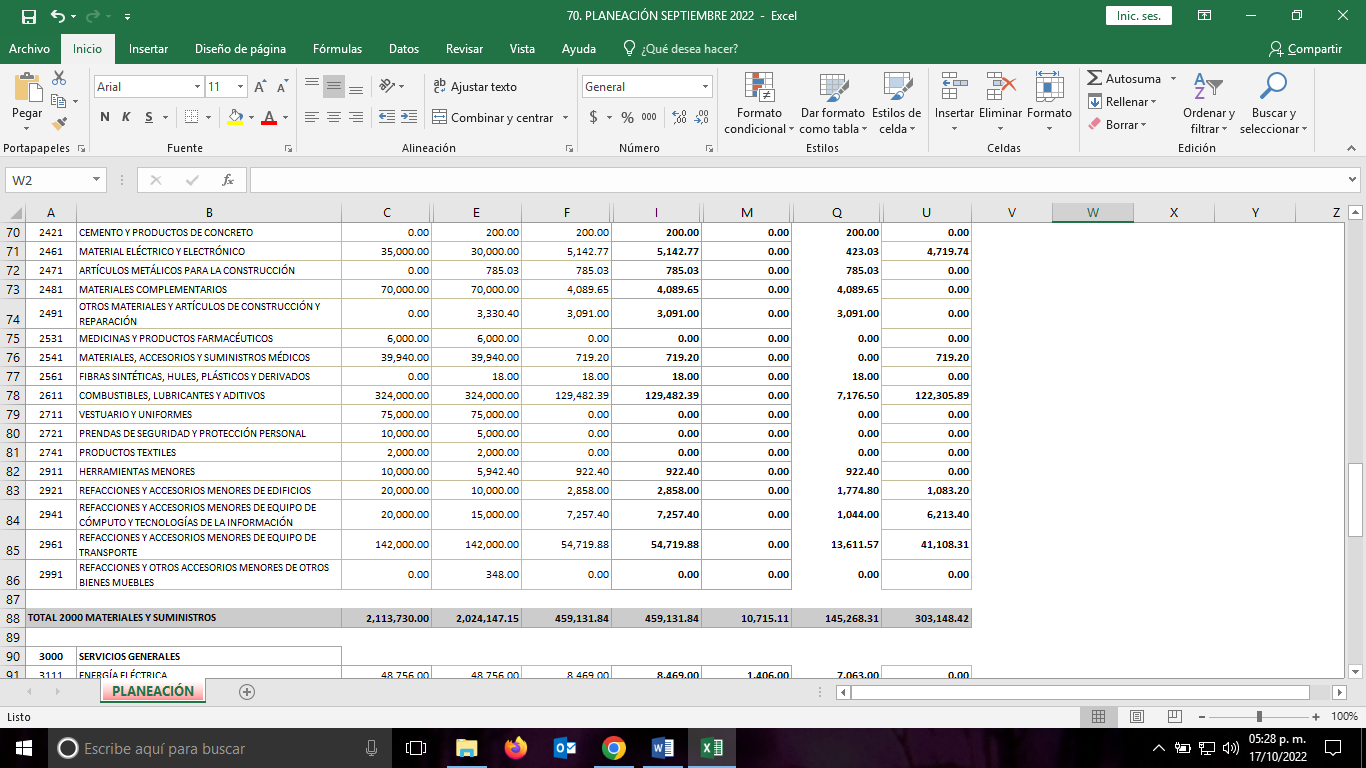 70. PLANEACIÓN SEPTIEMBRE 2022 - Excel
Inic. ses.
Archivo Inicio Insertar Diseño de página Fórmulas Datos Revisar Vista Ayuda ¿Qué desea hacer? Compartir
Pegar
Arial 11
N K S
Ajustar texto
Combinar y centrar
General
$ % 000
Formato condicional
Dar formato como tabla
Estilos de celda
Insertar Eliminar Formato
Autosuma
Rellenar
Borrar
Ordenar y filtrar
Buscar y seleccionar
Portapapeles Fuente Alineación Número Estilos Celdas Edición
W2 fx
A B C E F I M Q U V W X Y Z
70 2421 CEMENTO Y PRODUCTOS DE CONCRETO 0.00 200.00 200.00 200.00 0.00 200.00 0.00
71 2461 MATERIAL ELÉCTRICO Y ELECTRÓNICO 35,000.00 30,000.00 5,142.77 5,142.77 0.00 423.03 4,719.74
72 2471 ARTÍCULOS METÁLICOS PARA LA CONSTRUCCIÓN 0.00 785.03 785.03 785.03 0.00 785.03 0.00
73 2481 MATERIALES COMPLEMENTARIOS 70,000.00 70,000.00 4,089.65 4,089.65 0.00 4,089.65 0.00
74 2491 OTROS MATERIALES Y ARTÍCULOS DE CONSTRUCCIÓN Y
REPARACIÓN 0.00 3,330.40 3,091.00 3,091.00 0.00 3,091.00 0.00
75 2531 MEDICINAS Y PRODUCTOS FARMACÉUTICOS 6,000.00 6,000.00 0.00 0.00 0.00 0.00 0.00
76 2541 MATERIALES, ACCESORIOS Y SUMINISTROS MÉDICOS 39,940.00 39,940.00 719.20 719.20 0.00 0.00 719.20
77 2561 FIBRAS SINTÉTICAS, HULES, PLÁSTICOS Y DERIVADOS 0.00 18.00 18.00 18.00 0.00 18.00 0.00
78 2611 COMBUSTIBLES, LUBRICANTES Y ADITIVOS 324,000.00 324,000.00 129,482.39 129,482.39 0.00 7,176.50 122,305.89
79 2711 VESTUARIO Y UNIFORMES 75,000.00 75,000.00 0.00 0.00 0.00 0.00 0.00
80 2721 PRENDAS DE SEGURIDAD Y PROTECCIÓN PERSONAL 10,000.00 5,000.00 0.00 0.00 0.00 0.00 0.00
81 2741 PRODUCTOS TEXTILES 2,000.00 2,000.00 0.00 0.00 0.00 0.00 0.00
82 2911 HERRAMIENTAS MENORES 10,000.00 5,942.40 922.40 922.40 0.00 922.40 0.00
83 2921 REFACCIONES Y ACCESORIOS MENORES DE EDIFICIOS 20,000.00 10,000.00 2,858.00 2,858.00 0.00 1,774.80 1,083.20
84 2941 REFACCIONES Y ACCESORIOS MENORES DE EQUIPO DE
CÓMPUTO Y TECNOLOGÍAS DE LA INFORMACIÓN 20,000.00 15,000.00 7,257.40 7,257.40 0.00 1,044.00 6,213.40
85 2961 REFACCIONES Y ACCESORIOS MENORES DE EQUIPO DE
TRANSPORTE 142,000.00 142,000.00 54,719.88 54,719.88 0.00 13,611.57 41,108.31
86 2991 REFACCIONES Y OTROS ACCESORIOS MENORES DE OTROS
BIENES MUEBLES 0.00 348.00 0.00 0.00 0.00 0.00 0.00
87
88 TOTAL 2000 MATERIALES Y SUMINISTROS 2,113,730.00 2,024,147.15 459,131.84 459,131.84 10,715.11 145,268.31 303,148.42
89
90 3000 SERVICIOS GENERALES
91 3111 ENERGÍA ELÉCTRICA 48,756.00 48,756.00 8,469.00 8,469.00 1,406.00 7,063.00 0.00
PLANEACIÓN
Listo 100%
Escribe aquí para buscar
05:28 p. m.
17/10/2022